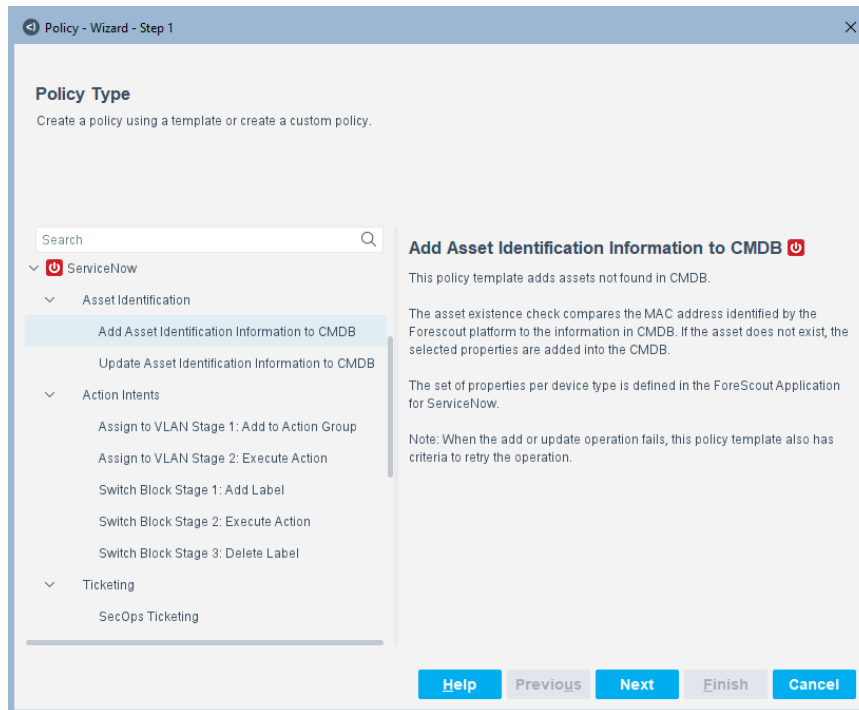 Policy - Wizard - Step 1
Policy Type
Create a policy using a template or create a custom policy.
Search
ServiceNow
Asset Identification
Add Asset Identification Information to CMDB
Update Asset Identification Information to CMDB
Action Intents
Assign to VLAN Stage 1: Add to Action Group
Assign to VLAN Stage 2: Execute Action
Switch Block Stage 1: Add Label
Switch Block Stage 2: Execute Action
Switch Block Stage 3: Delete Label
Ticketing
SecOps Ticketing
Add Asset Identification Information to CMDB
This policy template adds assets not found in CMDB.
The asset existence check compares the MAC address identified by the
Forescout platform to the information in CMDB. If the asset does not exist, the
selected properties are added into the CMDB.
The set of properties per device type is defined in the ForeScout Application
for ServiceNow.
Note: When the add or update operation fails, this policy template also has
criteria to retry the operation.
Help Previous Next Finish Cancel